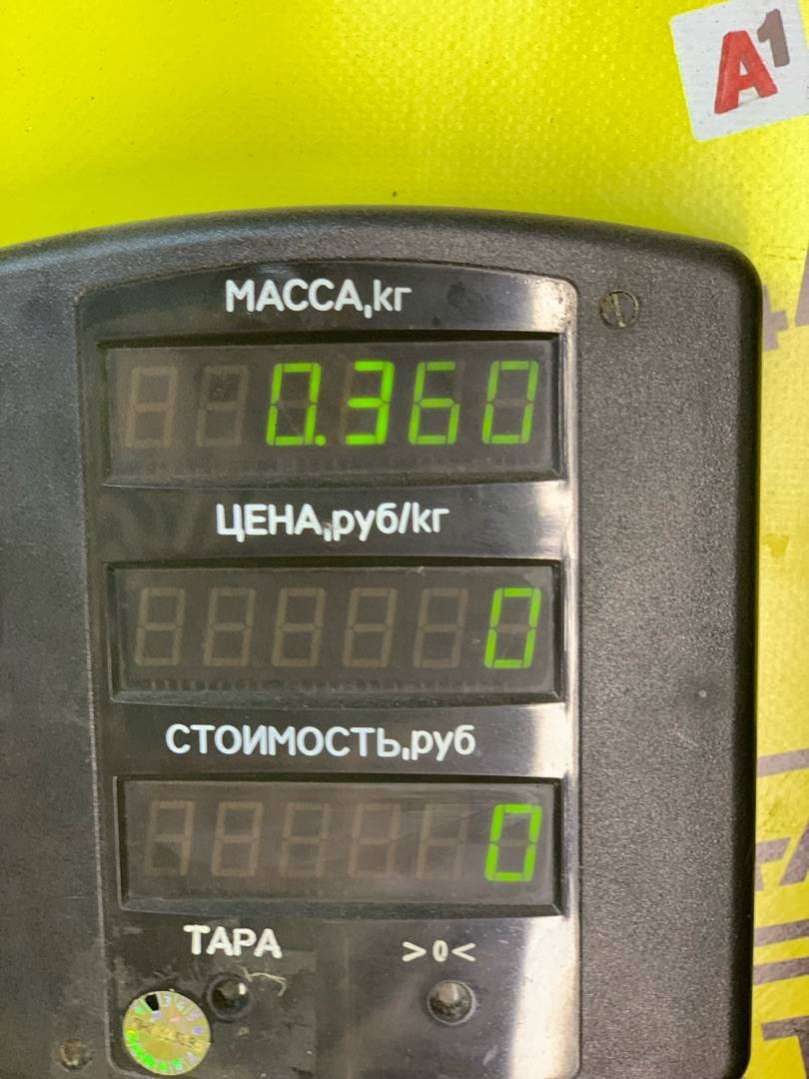 A1
МАССА,кг
0.360
ЦЕНА,руб/кг
0
СТОИМОСТЬ,руб
0
ТАРА >0<